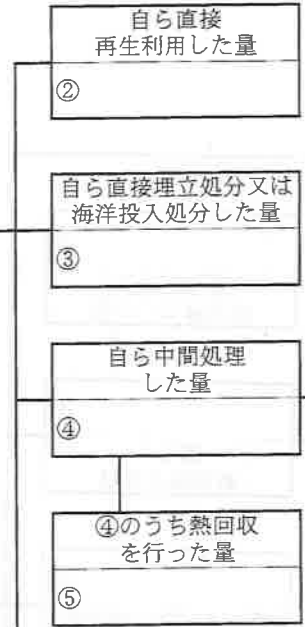 自ら直接
再生利用した量
②
自ら直接埋立処分又は
海洋投入処分した量
③
自ら中間処理
した量
④
④のうち熱回収
を行った量
⑤